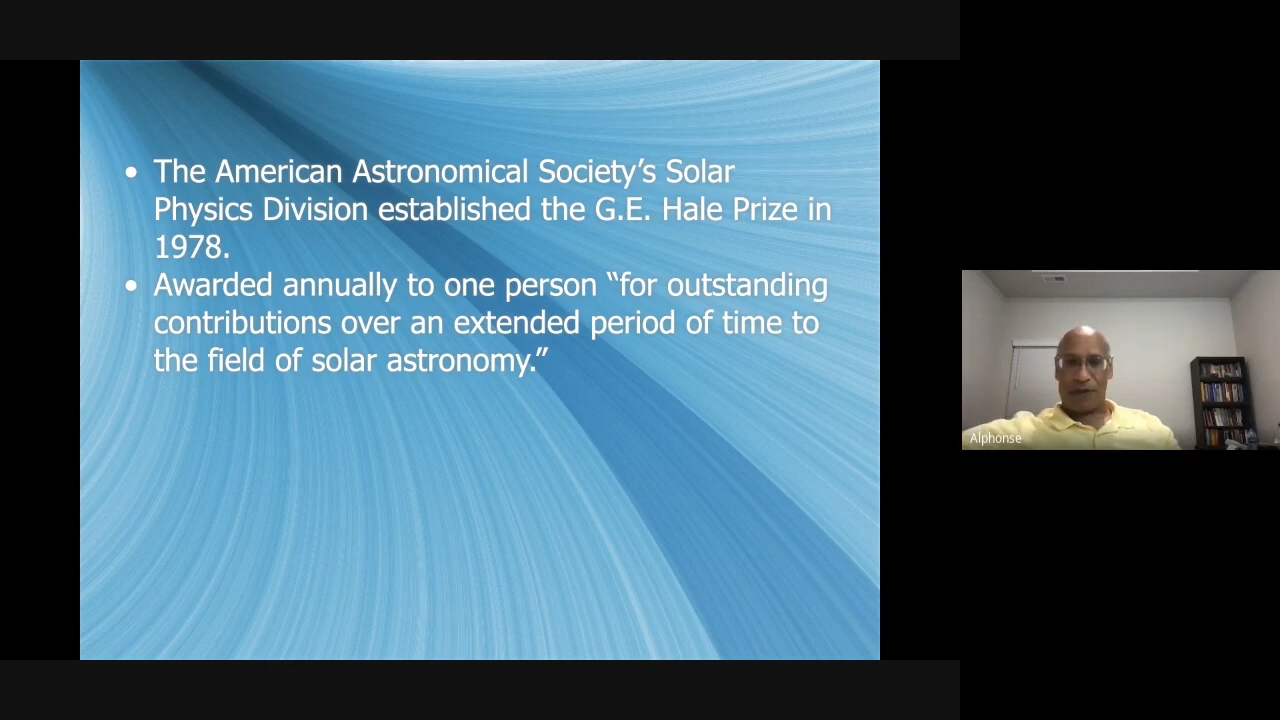 • The American Astronomical Society’s Solar
Physics Division established the G.E. Hale Prize in
1978.
• Awarded annually to one person “for outstanding
contributions over an extended period of time to
the field of solar astronomy.”
Alphonse